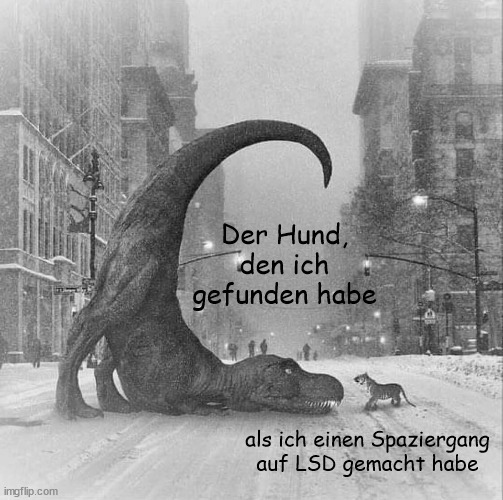 Der Hund,
den ich
gefunden habe
als ich einen Spaziergang
auf LSD gemacht habe
imgflip.com